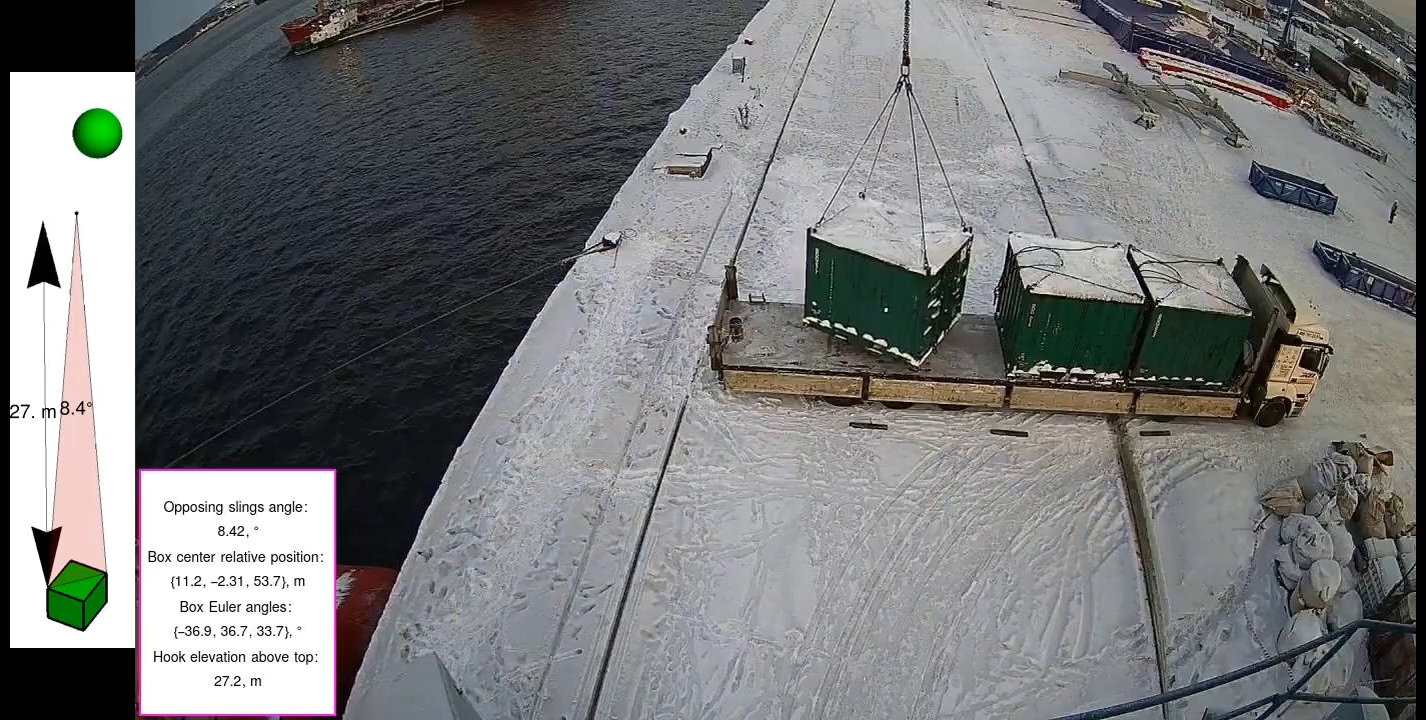 27. m
8.4°
Opposing slings angle:
8.42, °
Box center relative position:
{11.2, −2.31, 53.7}, m
Box Euler angles:
{−36.9, 36.7, 33.7}, °
Hook elevation above top:
27.2, m